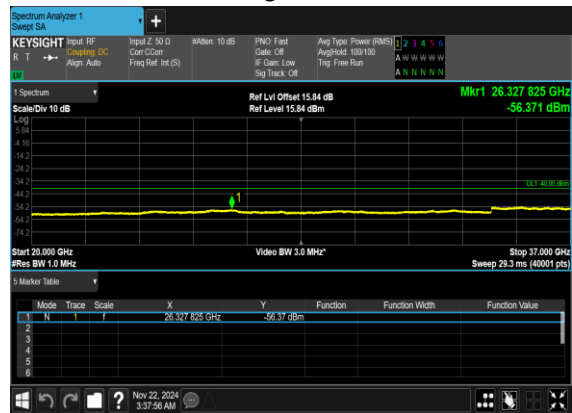 Spectrum Analyzer 1
Swept SA
+
KEYSIGHT Input: RF Input Z: 50 Ω #Atten: 10 dB PNO: Fast Avg Type: Power (RMS) 1 2 3 4 5 6
R T Coupling: DC Corr CCorr Gate: Off Avg|Hold: 100/100 A W W W W W
Align: Auto Freq Ref: Int (S) IF Gain: Low Trig: Free Run
Sig Track: Off A N N N N N
1 Spectrum Ref Lvl Offset 15.84 dB Mkr1 26.327 825 GHz
Scale/Div 10 dB Ref Level 15.84 dBm -56.371 dBm
Log
5.84
-4.16
-14.2
-24.2
-34.2 DL1 -40.00 dBm
-44.2
-54.2 1
-64.2
-74.2
Start 20.000 GHz Video BW 3.0 MHz* Stop 37.000 GHz
#Res BW 1.0 MHz Sweep 29.3 ms (40001 pts)
5 Marker Table
Mode Trace Scale X Y Function Function Width Function Value
1 N 1 f 26.327 825 GHz -56.37 dBm
2
3
4
5
6
? Nov 22, 2024
3:37:56 AM